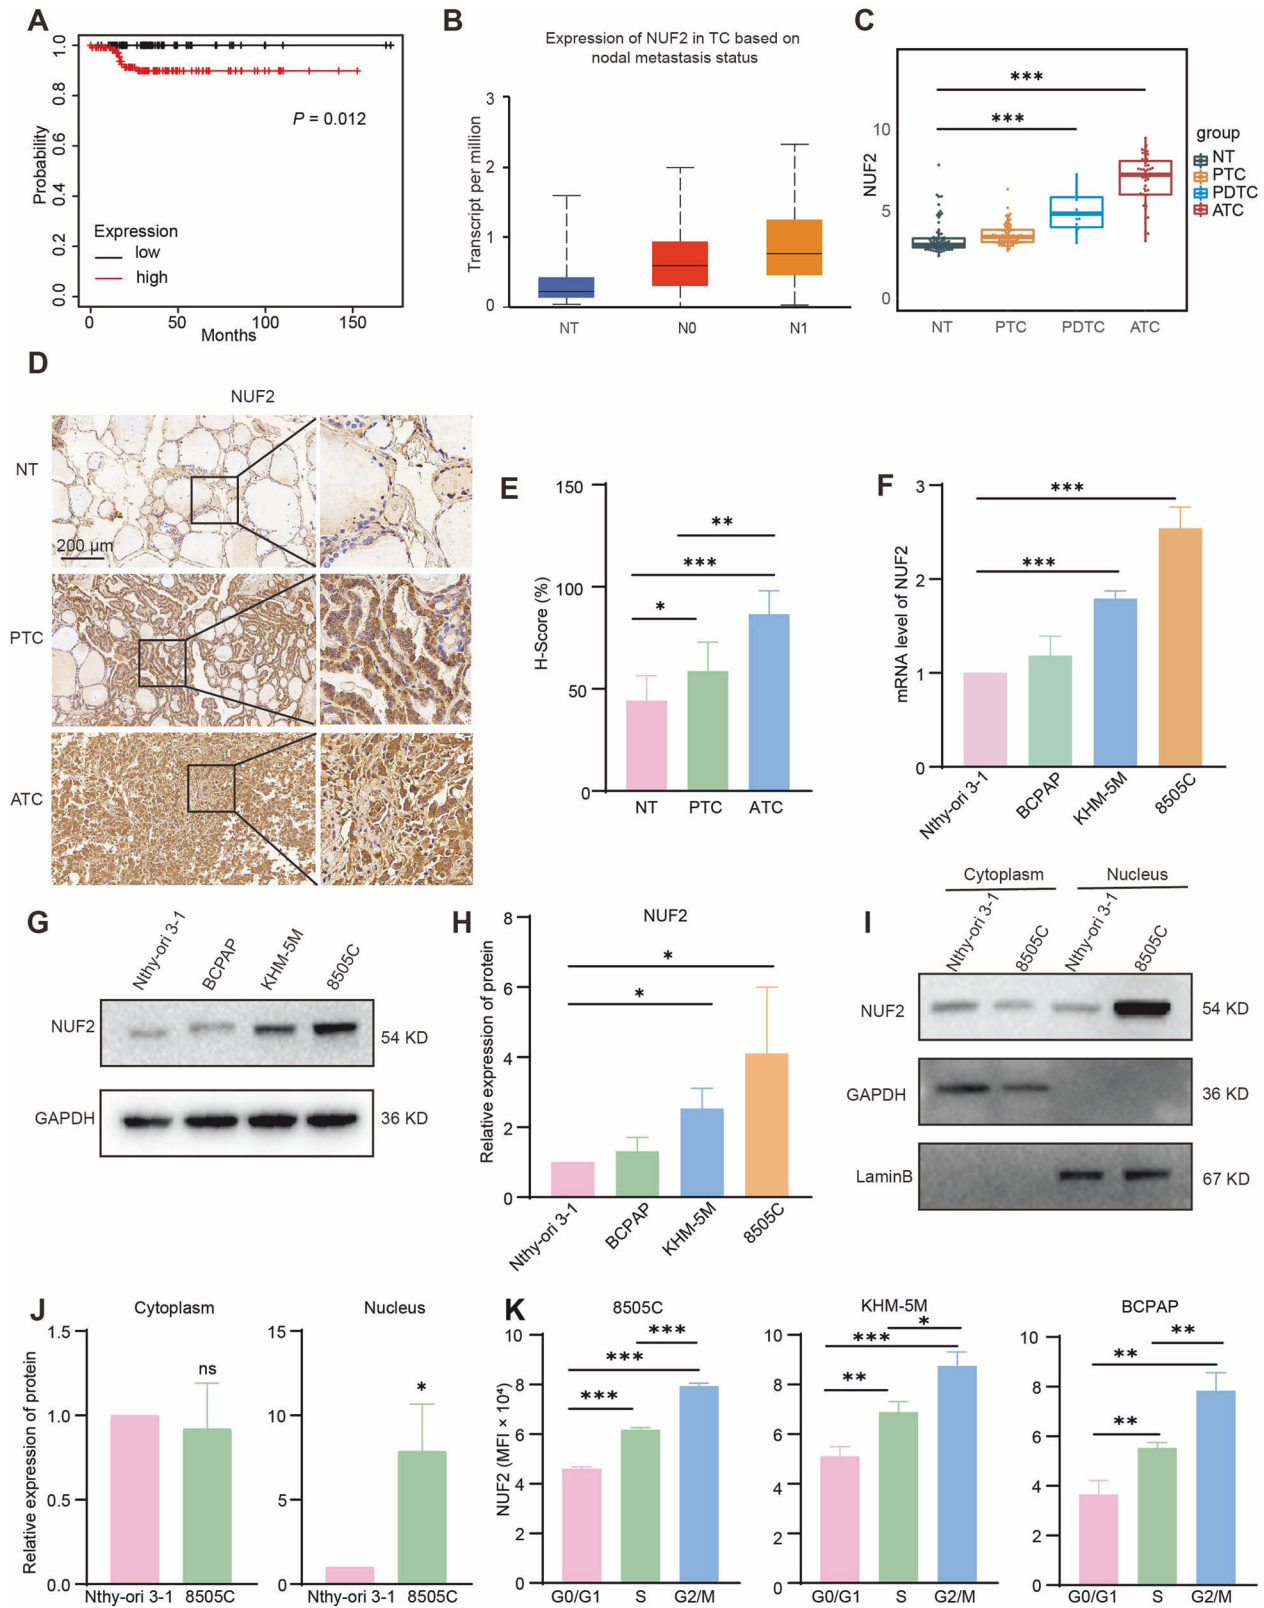 A
1.0
0.8
0.6
0.4
0.2
0.0
Probability
P = 0.012
Expression
low
high
0
50
100
150
Months
B
Expression of NUF2 in TC based on
nodal metastasis status
Transcript per million
3
2
1
0
NT
N0
N1
C
NUF2
10
5
0
***
***
NT
PTC
PDTC
ATC
group
NT
PTC
PDTC
ATC
D
NUF2
NT
200 μm
PTC
ATC
E
H-Score (%)
150
100
50
0
**
***
*
NT
PTC
ATC
F
mRNA level of NUF2
3
2
1
0
***
***
Nthy-ori 3-1
BCPAP
KHM-5M
8505C
G
Nthy-ori 3-1
BCPAP
KHM-5M
8505C
NUF2
54 KD
GAPDH
36 KD
H
NUF2
Relative expression of protein
8
6
4
2
0
*
*
Nthy-ori 3-1
BCPAP
KHM-5M
8505C
I
Cytoplasm
Nucleus
Nthy-ori 3-1
8505C
Nthy-ori 3-1
8505C
NUF2
54 KD
GAPDH
36 KD
LaminB
67 KD
J
Cytoplasm
Relative expression of protein
1.5
1.0
0.5
0.0
ns
Nthy-ori 3-1
8505C
Nucleus
15
10
5
0
*
Nthy-ori 3-1
8505C
K
8505C
NUF2 (MFI × 10⁴)
10
8
6
4
2
0
***
***
***
G0/G1
S
G2/M
KHM-5M
10
8
6
4
2
0
*
***
**
G0/G1
S
G2/M
BCPAP
10
8
6
4
2
0
**
**
**
G0/G1
S
G2/M